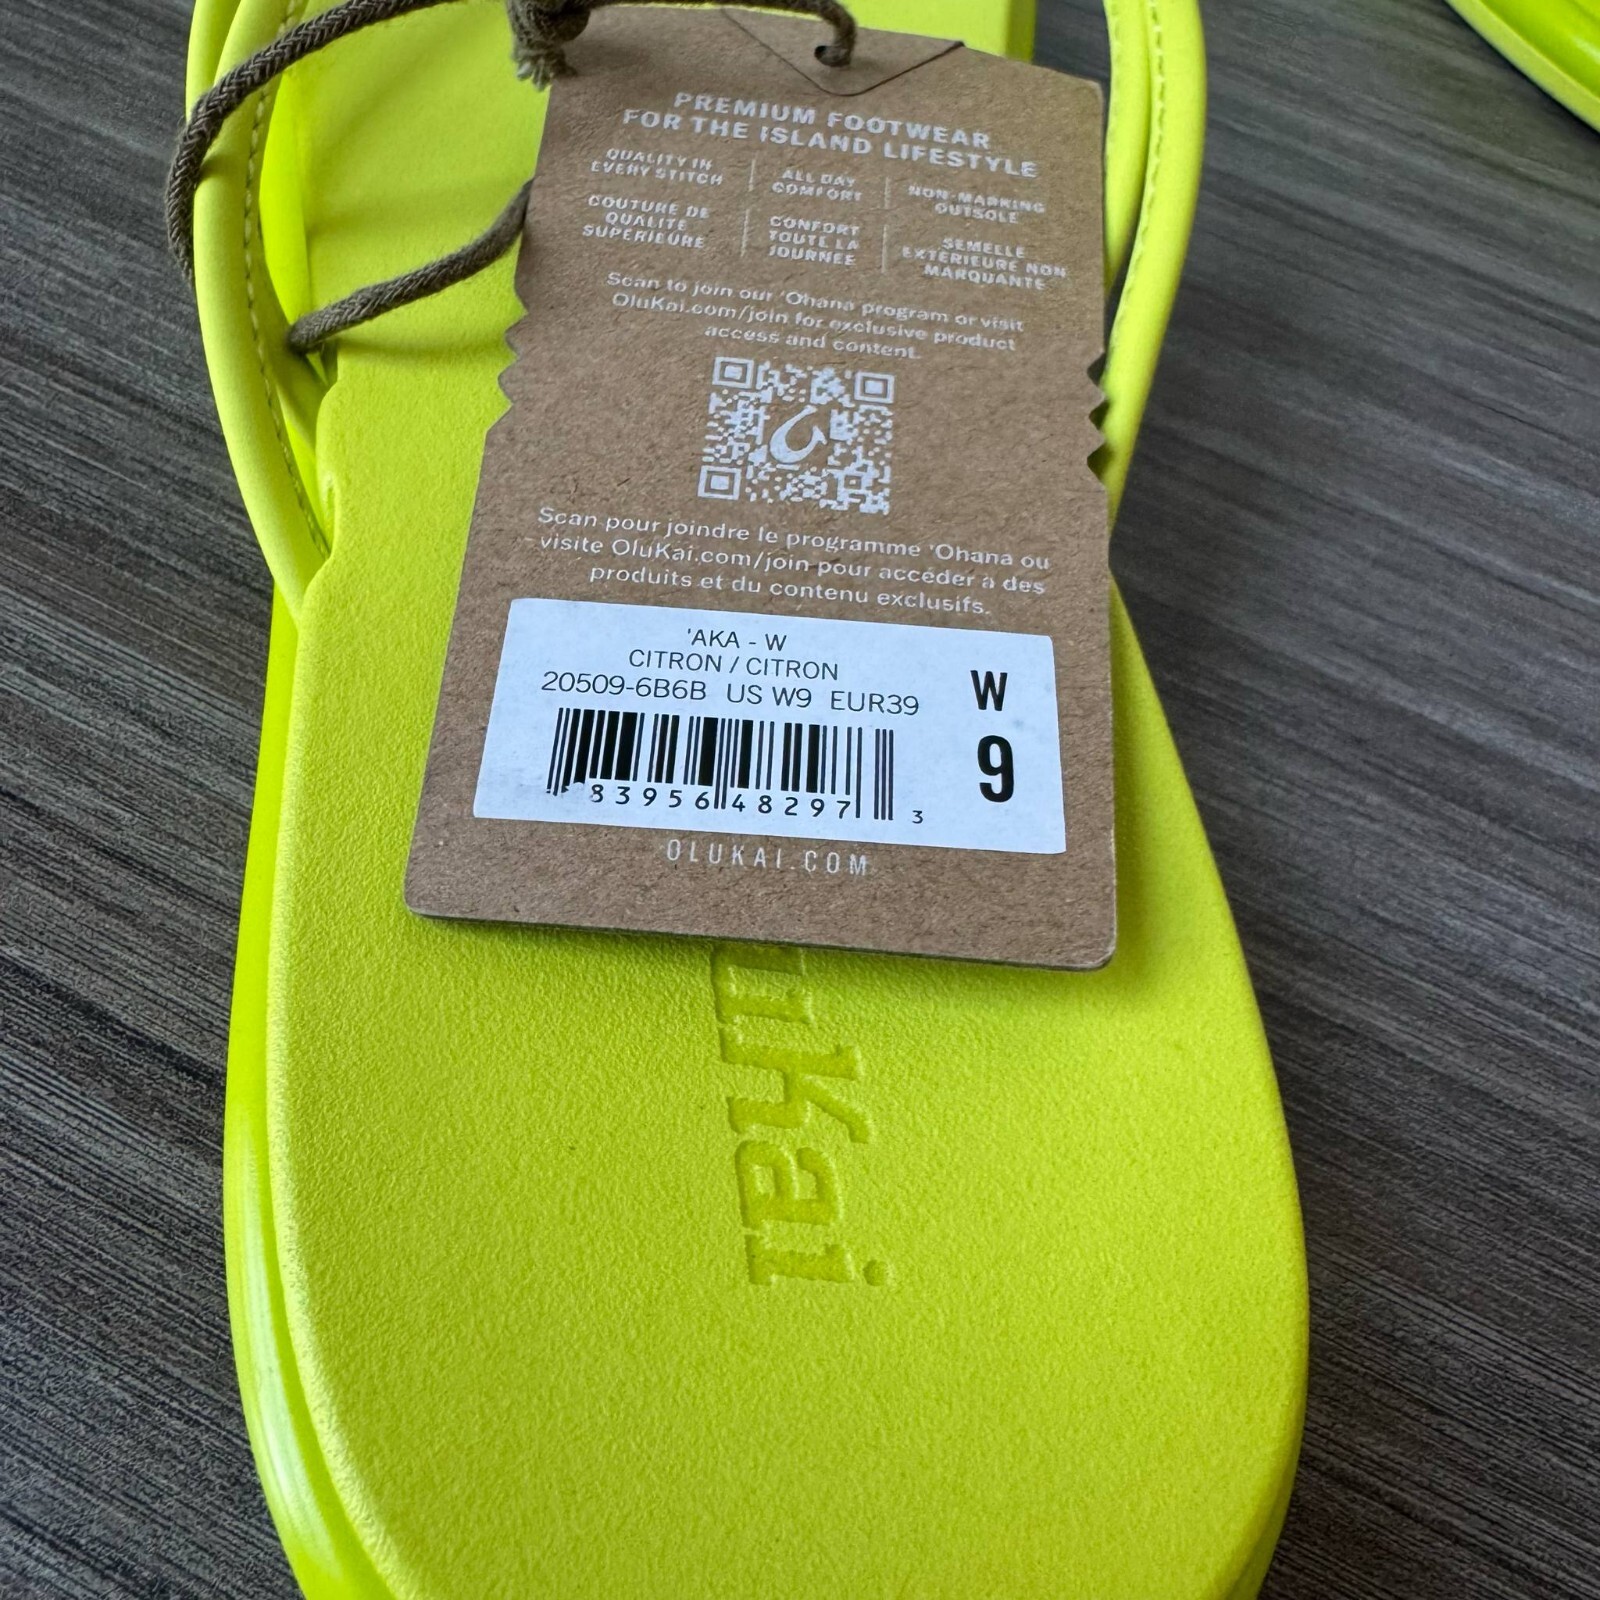 PREMIUM FOOTWEAR
FOR THE ISLAND LIFESTYLE
QUALITY IN
EVERY STITCH
ALL DAY
COMFORT
NON-MARKING
OUTSOLE
COUTURE DE
QUALITÉ
SUPÉRIEURE
CONFORT
TOUTE LA
JOURNÉE
SEMELLE
EXTÉRIEURE NON
MARQUANTE
Scan to join our 'Ohana program or visit
OluKai.com/join for exclusive product
access and content.
Scan pour joindre le programme 'Ohana ou
visite OluKai.com/join pour accéder à des
produits et du contenu exclusifs.
'AKA - W
CITRON / CITRON
20509-6B6B US W9 EUR39
W
9
83956 48297 3
OLUKAI.COM
ukai